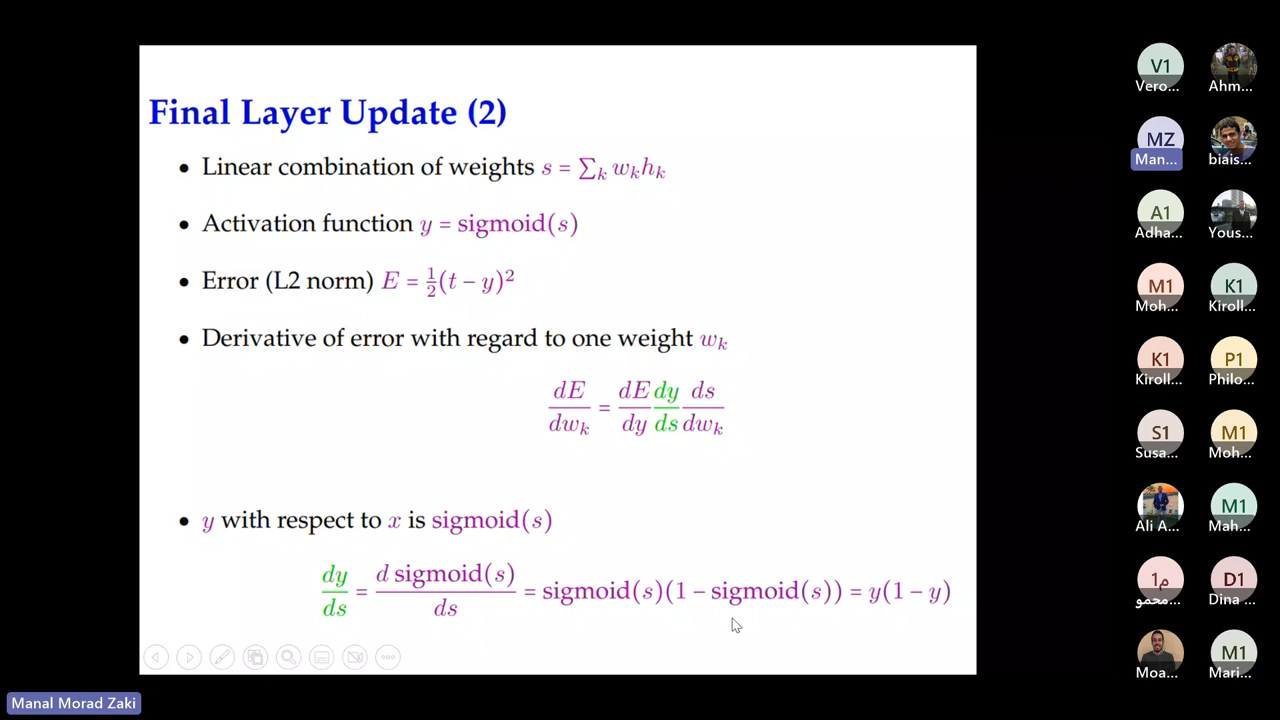 Final Layer Update (2)
• Linear combination of weights s = ∑k wkhk
• Activation function y = sigmoid(s)
• Error (L2 norm) E = 1/2(t − y)²
• Derivative of error with regard to one weight wk
dE/dwk = dE/dy dy/ds ds/dwk
• y with respect to x is sigmoid(s)
dy/ds = d sigmoid(s)/ds = sigmoid(s)(1 − sigmoid(s)) = y(1 − y)
Manal Morad Zaki
V1
Vero...
Ahm...
MZ
Man...
biais...
A1
Adha...
Yous...
M1
Moh...
K1
Kiroll...
K1
Kiroll...
P1
Philo...
S1
Susa...
M1
Moh...
Ali A...
M1
Mah...
م1
محمو...
D1
Dina ...
Moa...
M1
Mari...